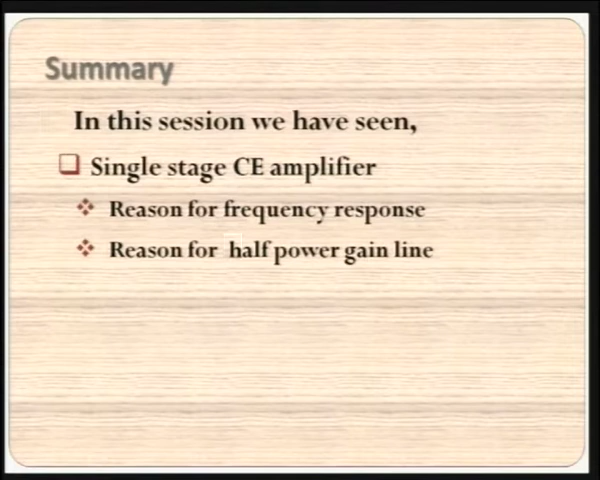 Summary
In this session we have seen,
Single stage CE amplifier
Reason for frequency response
Reason for half power gain line